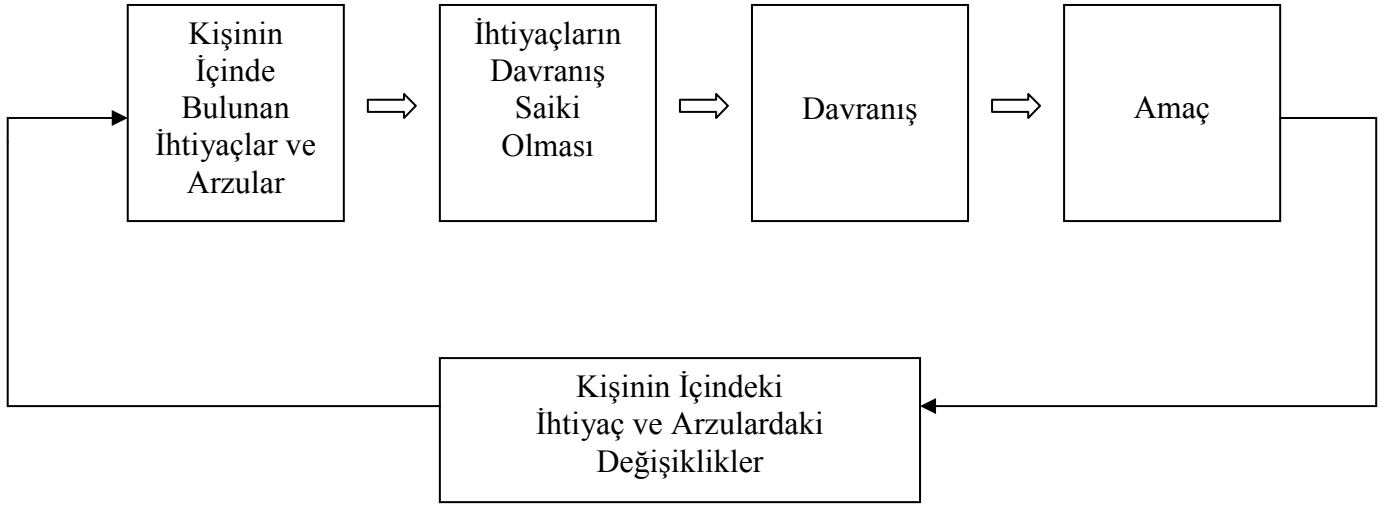 Kişinin
İçinde
Bulunan
İhtiyaçlar ve
Arzular
İhtiyaçların
Davranış
Saiki
Olması
Davranış
Amaç
Kişinin İçindeki
İhtiyaç ve Arzulardaki
Değişiklikler